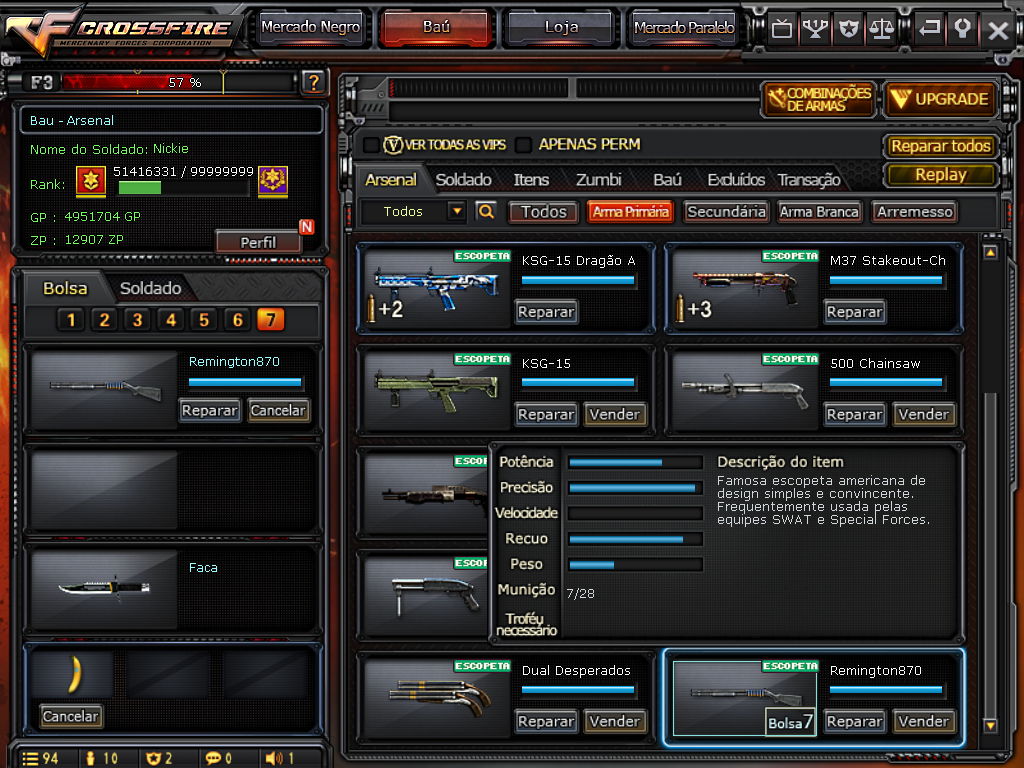 CROSSFIRE
MERCENARY FORCES CORPORATION
Mercado Negro
Baú
Loja
Mercado Paralelo
F3
57 %
?
Bau - Arsenal
Nome do Soldado: Nickie
Rank:
51416331 / 99999999
GP : 4951704 GP
ZP : 12907 ZP
N
Perfil
Bolsa
Soldado
1 2 3 4 5 6 7
Remington870
Reparar
Cancelar
Faca
Cancelar
94
10
2
0
1
COMBINAÇÕES
DE ARMAS
UPGRADE
V VER TODAS AS VIPS
APENAS PERM
Reparar todos
Replay
Arsenal
Soldado
Itens
Zumbi
Baú
Excluídos
Transação
Todos
Todos
Arma Primária
Secundária
Arma Branca
Arremesso
ESCOPETA
KSG-15 Dragão A
+2
Reparar
ESCOPETA
M37 Stakeout-Ch
+3
Reparar
ESCOPETA
KSG-15
Reparar
Vender
ESCOPETA
500 Chainsaw
Reparar
Vender
ESCOP
ESCOP
Potência
Precisão
Velocidade
Recuo
Peso
Munição
7/28
Troféu
necessário
Descrição do item
Famosa escopeta americana de
design simples e convincente.
Frequentemente usada pelas
equipes SWAT e Special Forces.
ESCOPETA
Dual Desperados
Reparar
Vender
ESCOPETA
Remington870
Bolsa7
Reparar
Vender